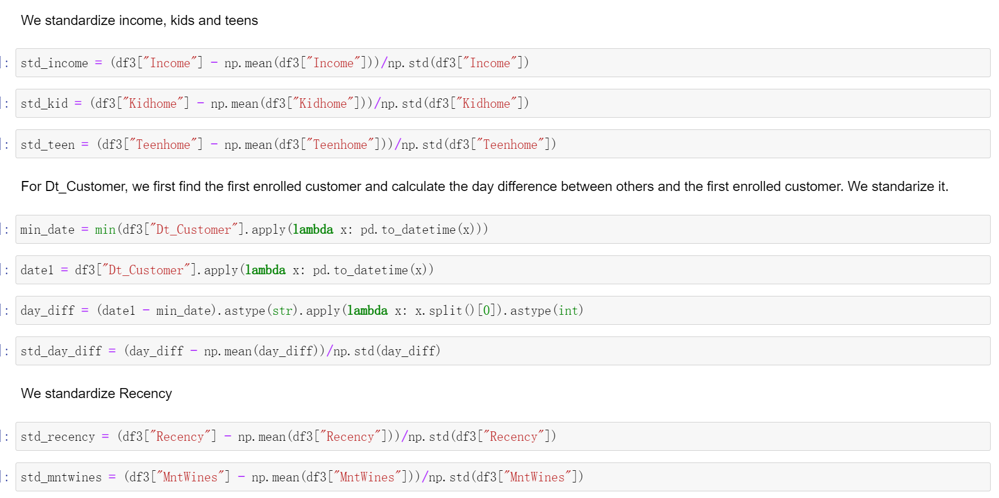 We standardize income, kids and teens
]: std_income = (df3["Income"] - np.mean(df3["Income"]))/np.std(df3["Income"])
]: std_kid = (df3["Kidhome"] - np.mean(df3["Kidhome"]))/np.std(df3["Kidhome"])
]: std_teen = (df3["Teenhome"] - np.mean(df3["Teenhome"]))/np.std(df3["Teenhome"])
For Dt_Customer, we first find the first enrolled customer and calculate the day difference between others and the first enrolled customer. We standarize it.
]: min_date = min(df3["Dt_Customer"].apply(lambda x: pd.to_datetime(x)))
]: date1 = df3["Dt_Customer"].apply(lambda x: pd.to_datetime(x))
]: day_diff = (date1 - min_date).astype(str).apply(lambda x: x.split()[0]).astype(int)
]: std_day_diff = (day_diff - np.mean(day_diff))/np.std(day_diff)
We standardize Recency
]: std_recency = (df3["Recency"] - np.mean(df3["Recency"]))/np.std(df3["Recency"])
]: std_mntwines = (df3["MntWines"] - np.mean(df3["MntWines"]))/np.std(df3["MntWines"])